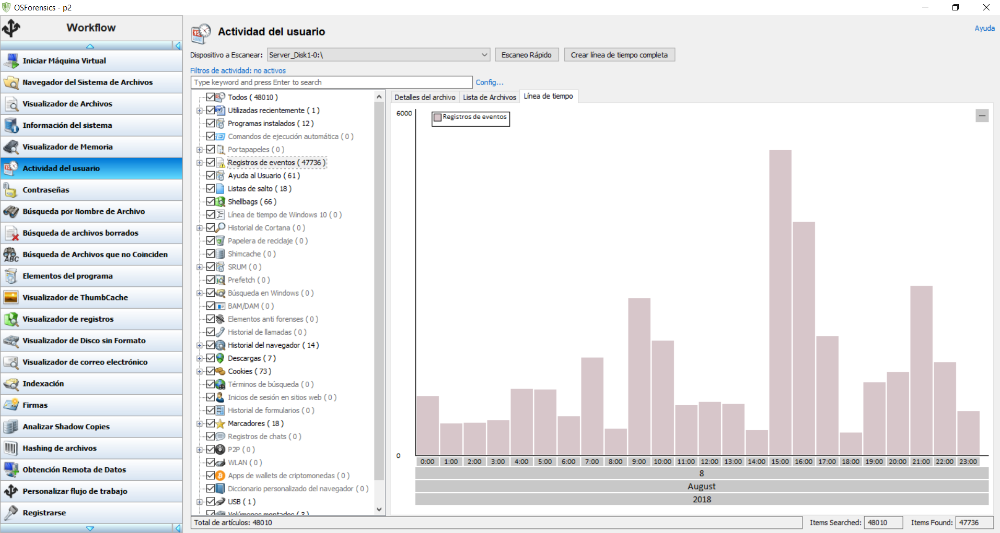 OSForensics - p2
Workflow
Iniciar Máquina Virtual
Navegador del Sistema de Archivos
Visualizador de Archivos
Información del sistema
Visualizador de Memoria
Actividad del usuario
Contraseñas
Búsqueda por Nombre de Archivo
Búsqueda de archivos borrados
ABC
Búsqueda de Archivos que no Coinciden
Elementos del programa
Visualizador de ThumbCache
Visualizador de registros
Visualizador de Disco sin Formato
Visualizador de correo electrónico
Indexación
Firmas
Analizar Shadow Copies
Hashing de archivos
Obtención Remota de Datos
Personalizar flujo de trabajo
Registrarse
Actividad del usuario
Ayuda
Dispositivo a Escanear: Server_Disk1-0:\ Escaneo Rápido Crear línea de tiempo completa
Filtros de actividad: no activos
Type keyword and press Enter to search Config...
Todos ( 48010 )
Utilizadas recientemente ( 1 )
Programas instalados ( 12 )
Comandos de ejecución automática ( 0 )
Portapapeles ( 0 )
Registros de eventos ( 47736 )
Ayuda al Usuario ( 61 )
Listas de salto ( 18 )
Shellbags ( 66 )
Línea de tiempo de Windows 10 ( 0 )
Historial de Cortana ( 0 )
Papelera de reciclaje ( 0 )
Shimcache ( 0 )
SRUM ( 0 )
Prefetch ( 0 )
Búsqueda en Windows ( 0 )
BAM/DAM ( 0 )
Elementos anti forenses ( 0 )
Historial de llamadas ( 0 )
Historial del navegador ( 14 )
Descargas ( 7 )
Cookies ( 73 )
Términos de búsqueda ( 0 )
Inicios de sesión en sitios web ( 0 )
Historial de formularios ( 0 )
Marcadores ( 18 )
Registros de chats ( 0 )
P2P ( 0 )
WLAN ( 0 )
Apps de wallets de criptomonedas ( 0 )
Diccionario personalizado del navegador ( 0 )
USB ( 1 )
Volúmenes montados ( 3 )
Detalles del archivo Lista de Archivos Línea de tiempo
6000
Registros de eventos
0
0:00 1:00 2:00 3:00 4:00 5:00 6:00 7:00 8:00 9:00 10:00 11:00 12:00 13:00 14:00 15:00 16:00 17:00 18:00 19:00 20:00 21:00 22:00 23:00
8
August
2018
Total de artículos: 48010 Items Searched: 48010 Items Found: 47736